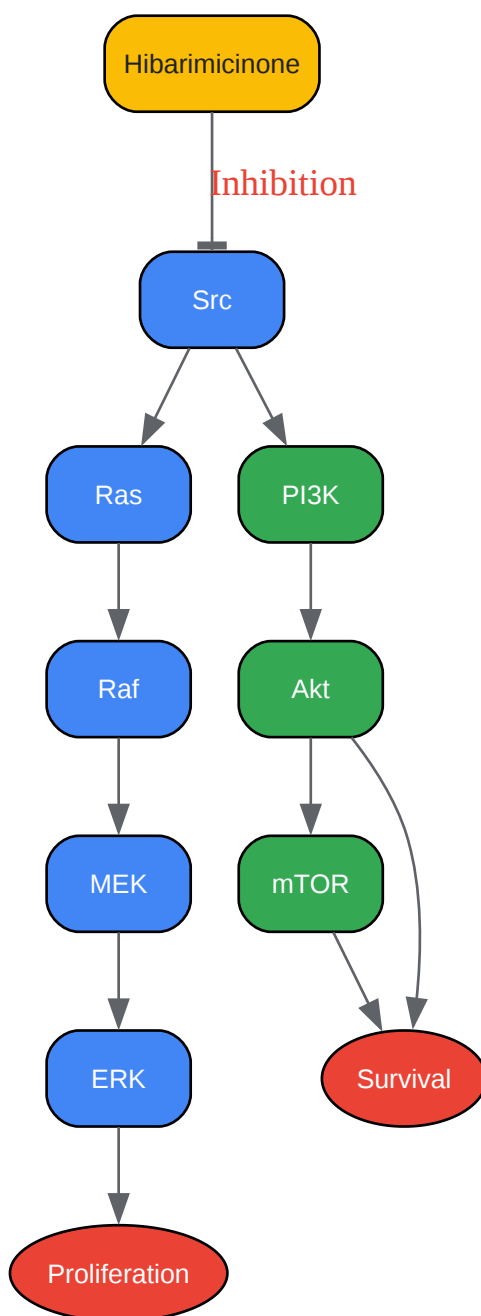 Hibarimicinone
Inhibition
Src
Ras
PI3K
Raf
Akt
MEK
mTOR
ERK
Survival
Proliferation